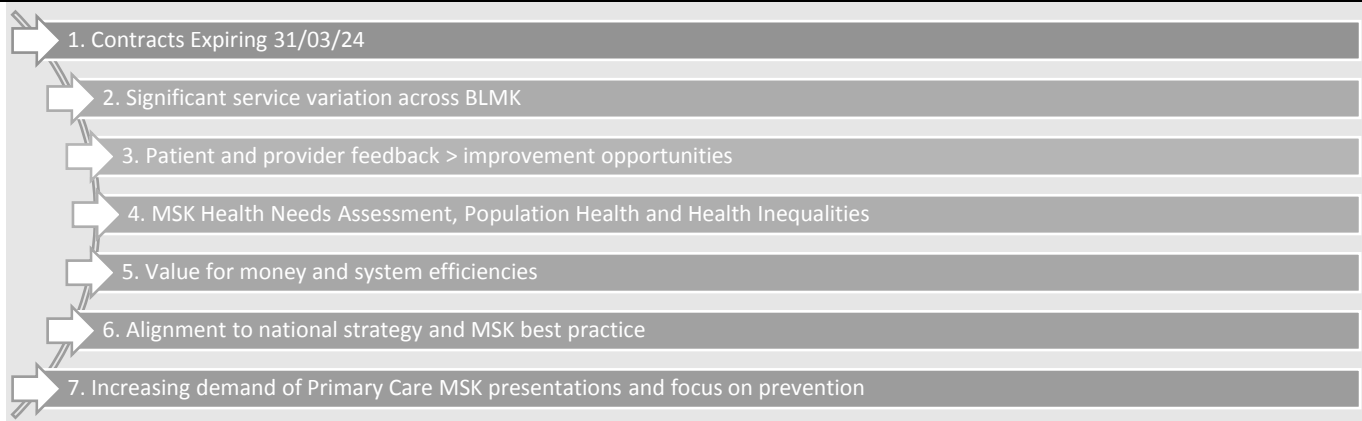 1. Contracts Expiring 31/03/24
2. Significant service variation across BLMK
3. Patient and provider feedback > improvement opportunities
4. MSK Health Needs Assessment, Population Health and Health Inequalities
5. Value for money and system efficiencies
6. Alignment to national strategy and MSK best practice
7. Increasing demand of Primary Care MSK presentations and focus on prevention